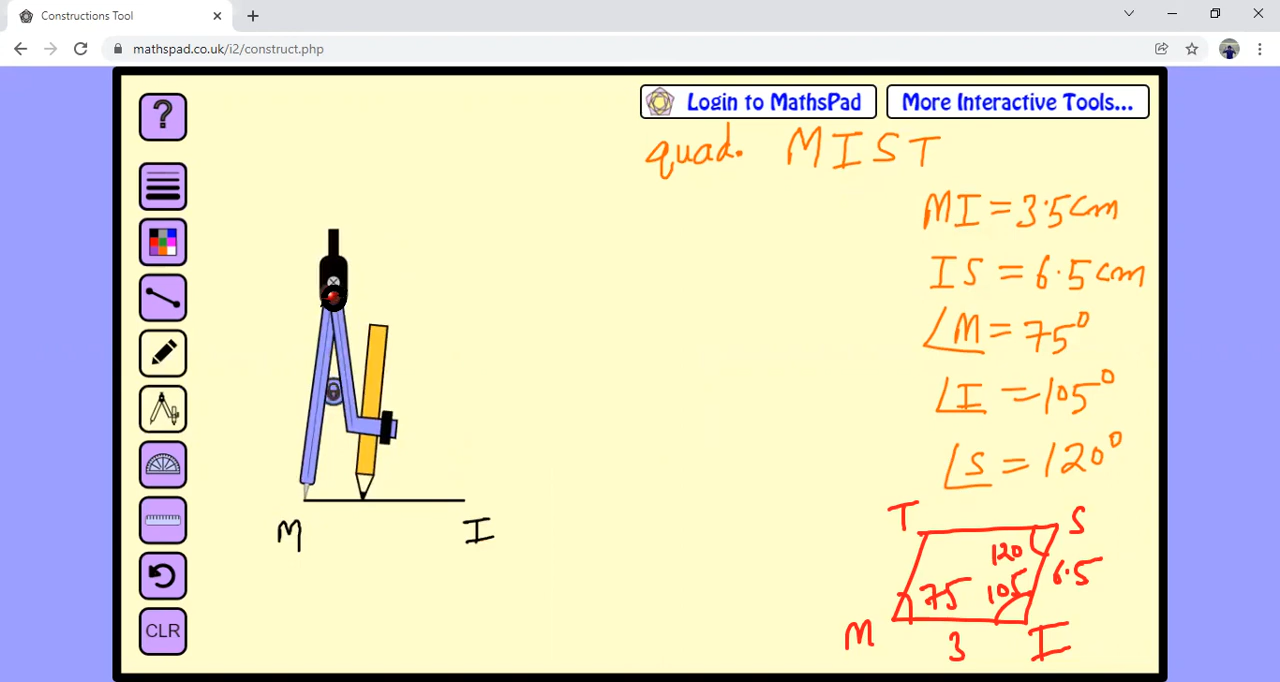 Constructions Tool
mathspad.co.uk/i2/construct.php
?
Login to MathsPad
More Interactive Tools...
quad. MIST
MI = 3.5cm
IS = 6.5cm
∠M = 75°
∠I = 105°
∠S = 120°
T S
120
6.5
75 105
M 3 I
M I
CLR